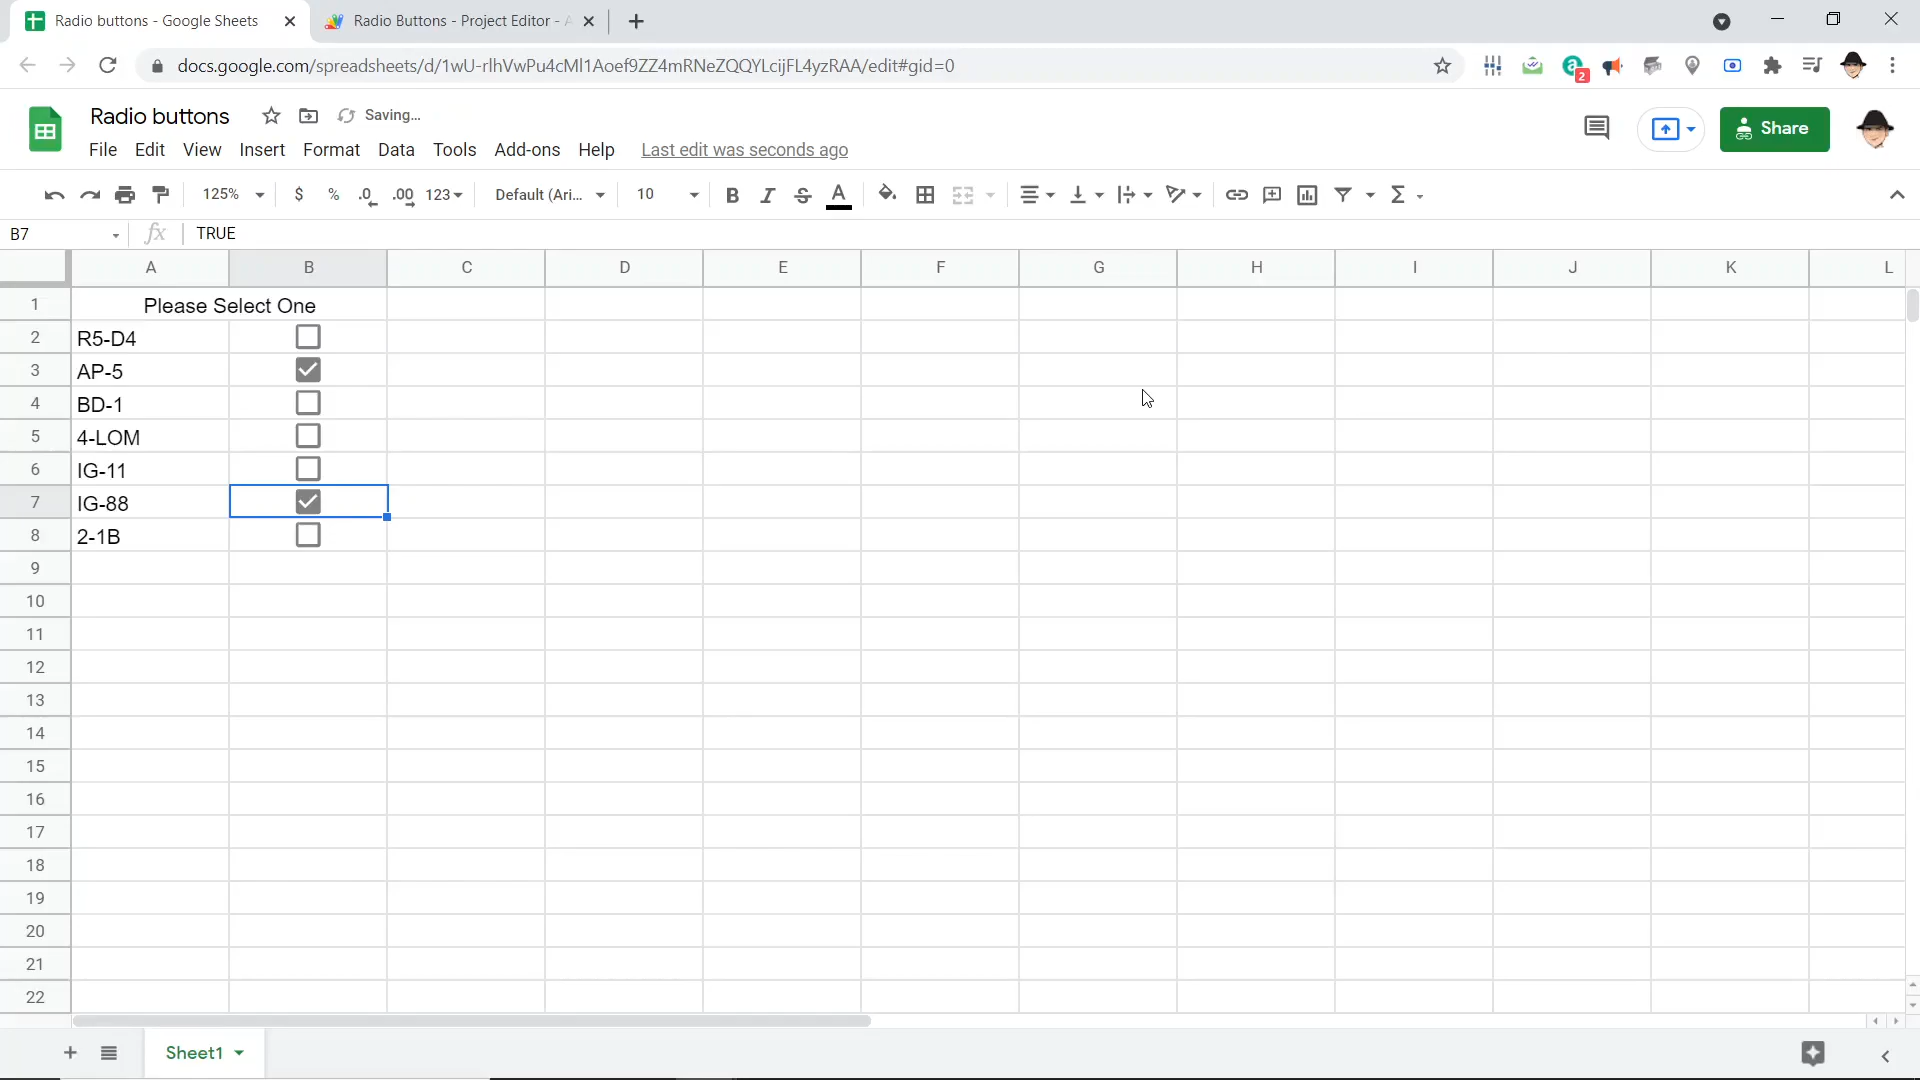 Radio buttons - Google Sheets
Radio Buttons - Project Editor - A
docs.google.com/spreadsheets/d/1wU-rlhVwPu4cMl1Aoef9ZZ4mRNeZQQYLcijFL4yzRAA/edit#gid=0
2
Radio buttons
Saving...
File Edit View Insert Format Data Tools Add-ons Help Last edit was seconds ago
Share
125% $ % .0 .00 123 Default (Ari... 10 B I S A Σ
B7 fx TRUE
A B C D E F G H I J K L
1 Please Select One
2 R5-D4
3 AP-5
4 BD-1
5 4-LOM
6 IG-11
7 IG-88
8 2-1B
9
10
11
12
13
14
15
16
17
18
19
20
21
22
Sheet1